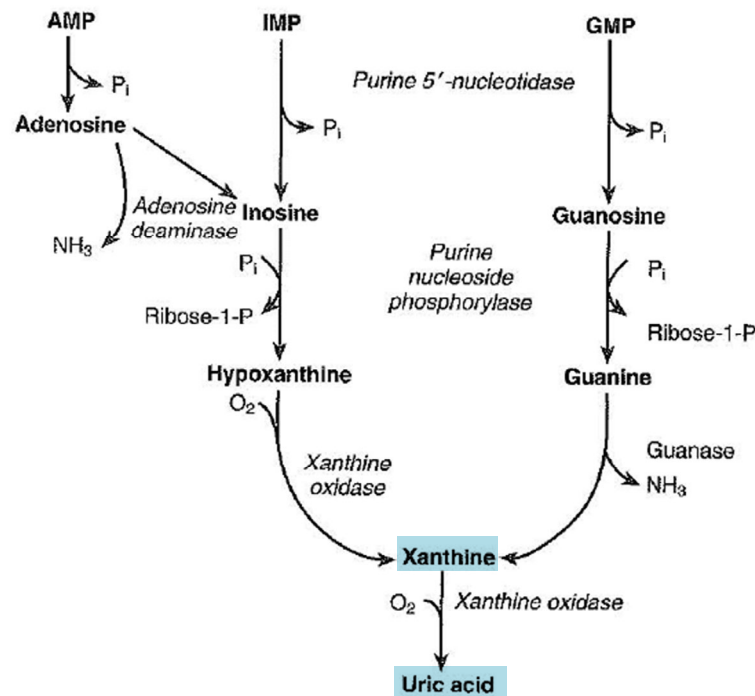 AMP IMP GMP
Purine 5′-nucleotidase
Pᵢ
Pᵢ
Pᵢ
Adenosine
Adenosine
deaminase
Inosine
Guanosine
NH₃
Pᵢ
Purine
nucleoside
phosphorylase
Pᵢ
Ribose-1-P
Ribose-1-P
Hypoxanthine
Guanine
O₂
Xanthine
oxidase
Guanase
NH₃
Xanthine
O₂
Xanthine oxidase
Uric acid